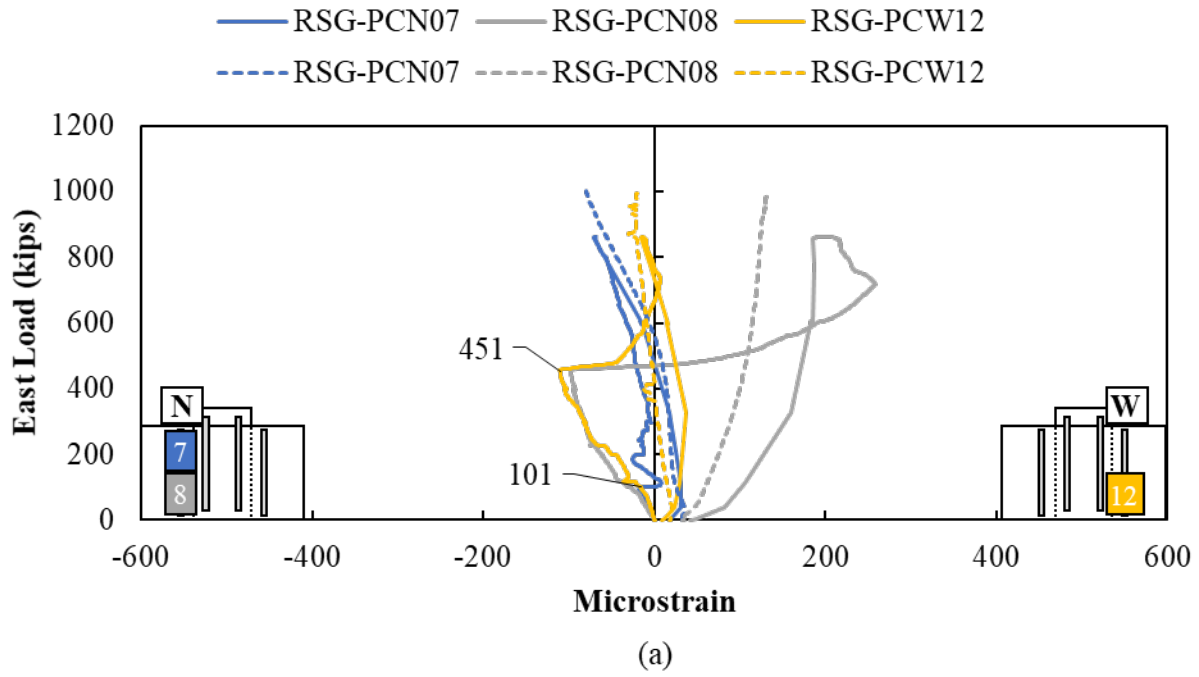 RSG-PCN07 RSG-PCN08 RSG-PCW12
RSG-PCN07 RSG-PCN08 RSG-PCW12
1200
1000
800
600
400
200
0
East Load (kips)
451
101
N
7
8
W
12
-600 -400 -200 0 200 400 600
Microstrain
(a)